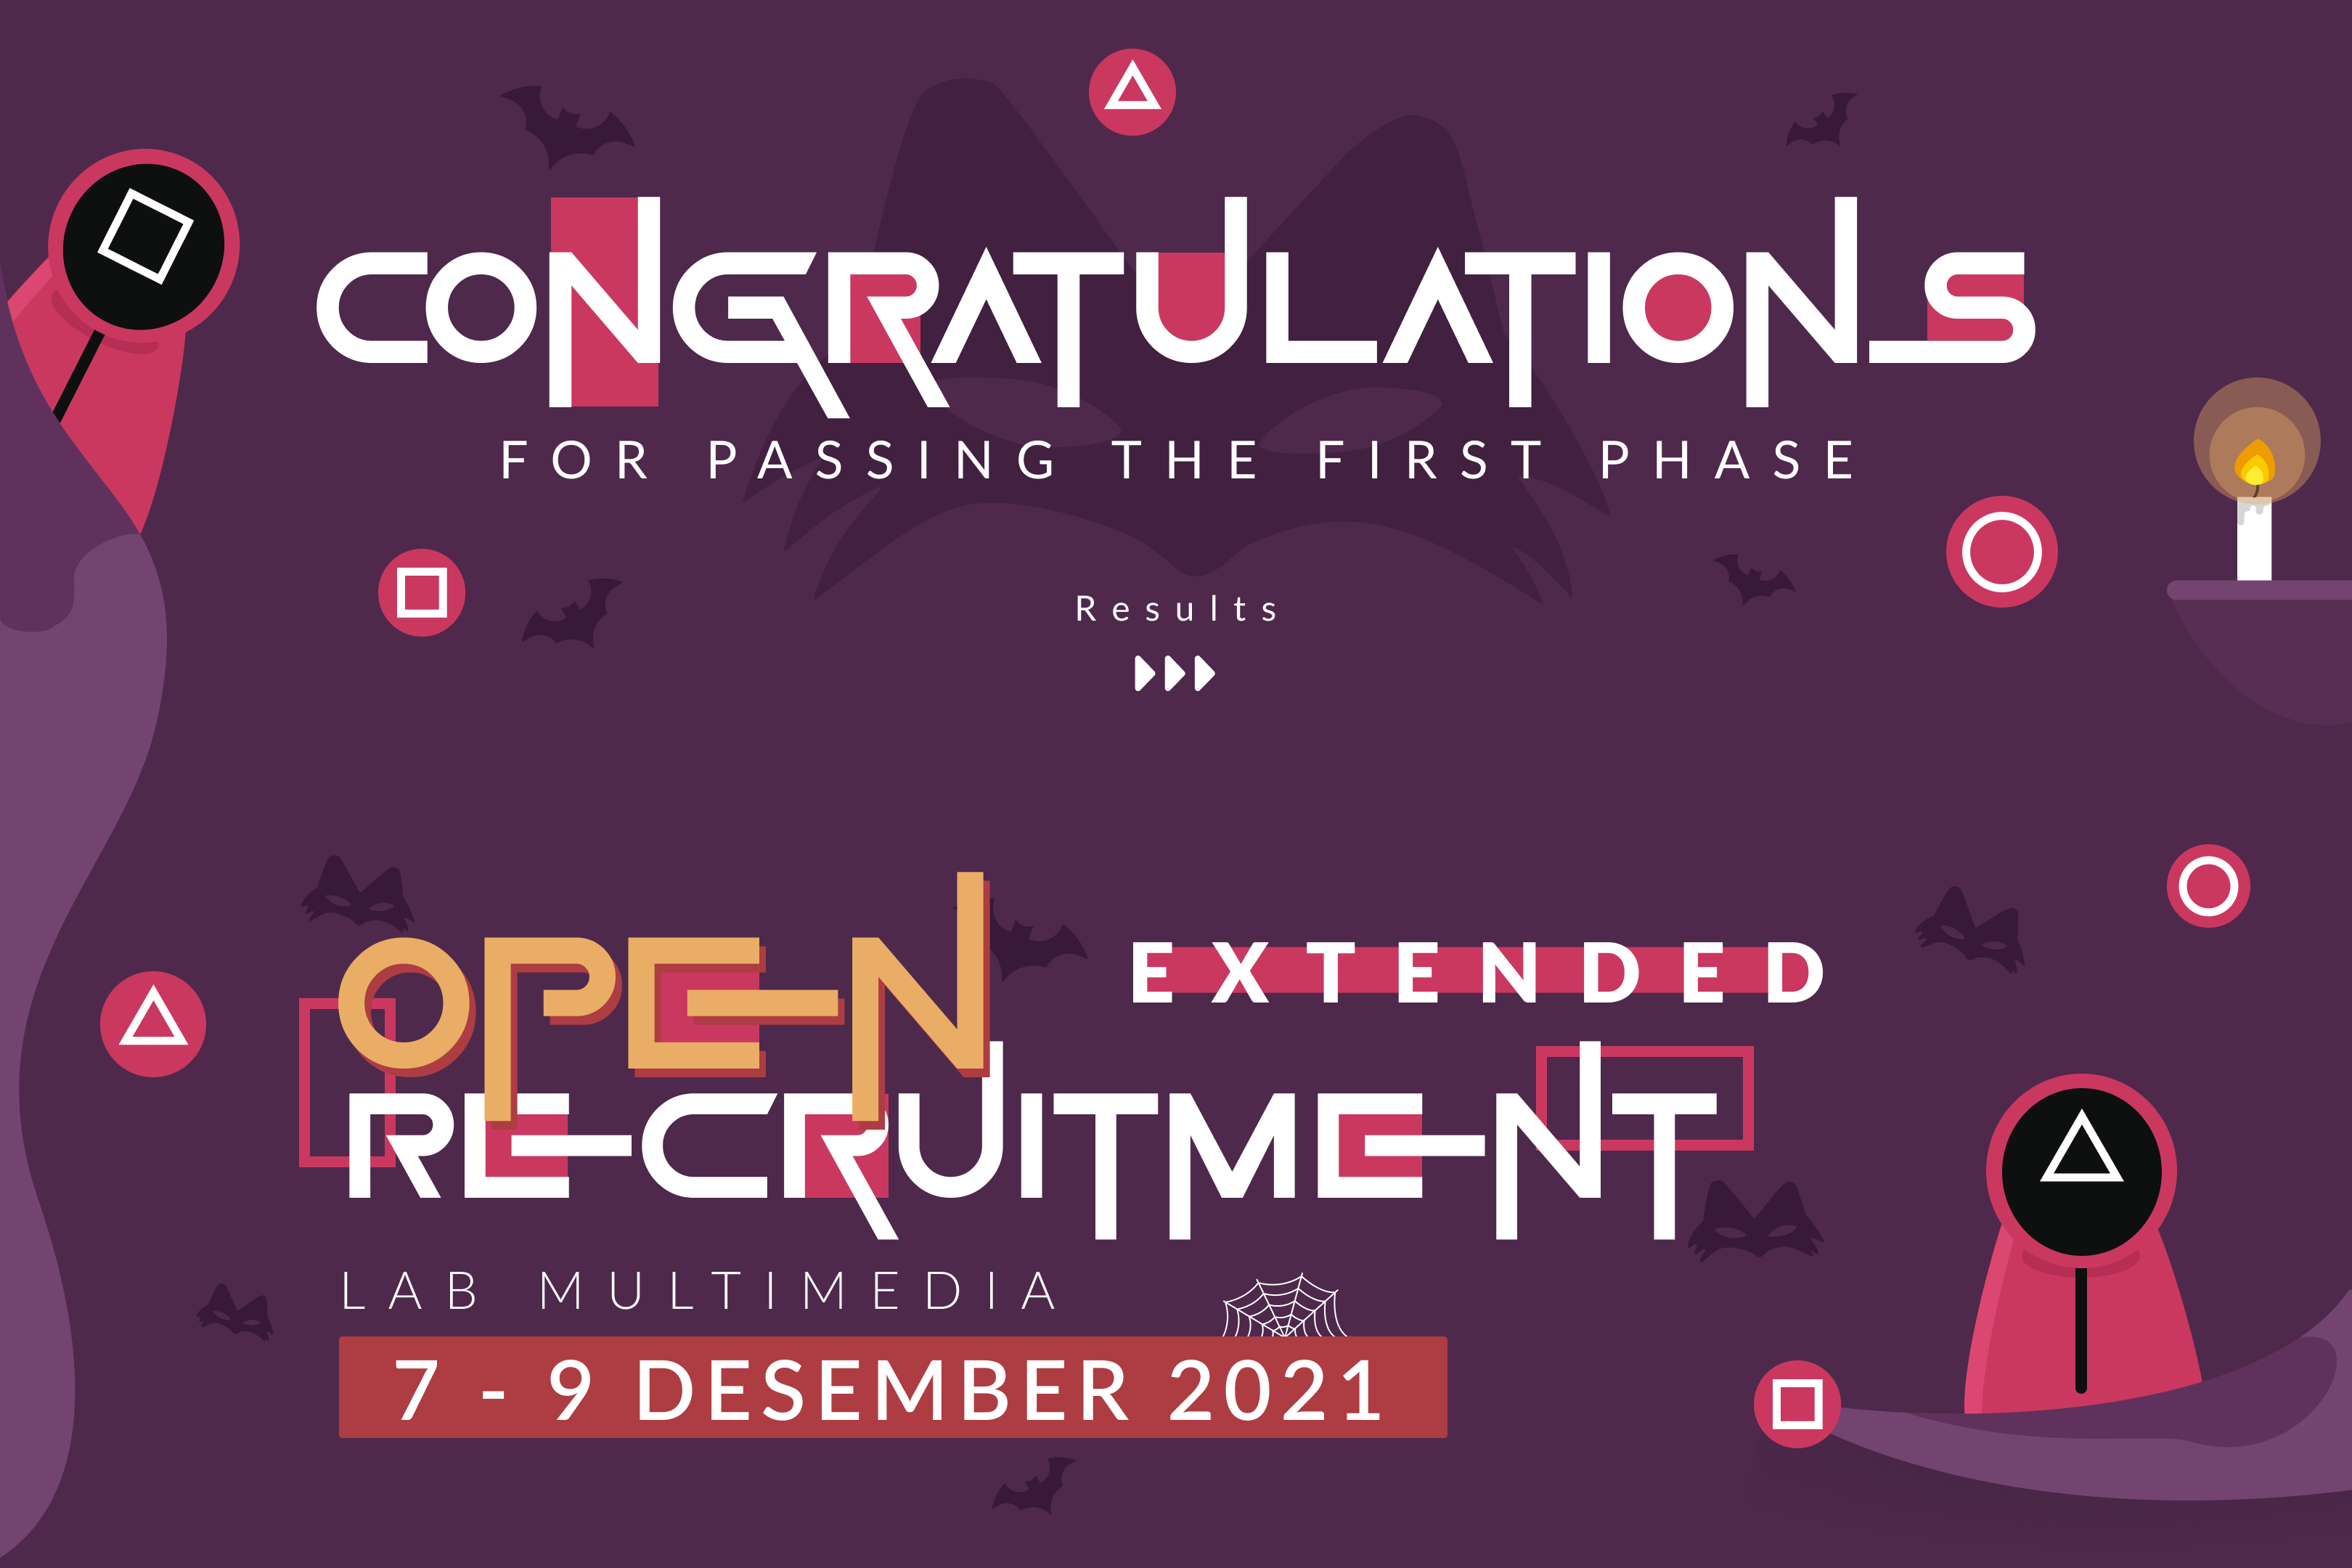 CONGRATULATIONS
FOR PASSING THE FIRST PHASE
Results
OPEN
EXTENDED
RECRUITMENT
LAB MULTIMEDIA
7 - 9 DESEMBER 2021